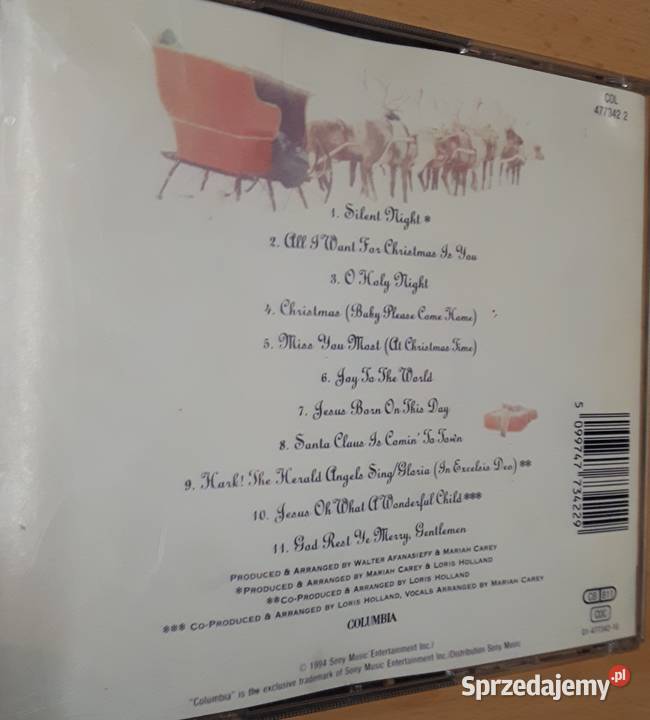 COL
477342 2
1. Silent Night *
2. All I Want For Christmas Is You
3. O Holy Night
4. Christmas (Baby Please Come Home)
5. Miss You Most (At Christmas Time)
6. Joy To The World
7. Jesus Born On This Day
8. Santa Claus Is Comin' To Town
9. Hark! The Herald Angels Sing/Gloria (In Excelsis Deo) **
10. Jesus Oh What A Wonderful Child ***
11. God Rest Ye Merry, Gentlemen
5 099747 734229
PRODUCED & ARRANGED BY WALTER AFANASIEFF & MARIAH CAREY
*PRODUCED & ARRANGED BY MARIAH CAREY & LORIS HOLLAND
**CO-PRODUCED & ARRANGED BY LORIS HOLLAND
*** CO-PRODUCED & ARRANGED BY LORIS HOLLAND, VOCALS ARRANGED BY MARIAH CAREY
COLUMBIA
CB 811
CDC
01-477342-10
© 1994 Sony Music Entertainment Inc./
"Columbia" is the exclusive trademark of Sony Music Entertainment Inc./Distribution Sony Music
Sprzedajemy.pl